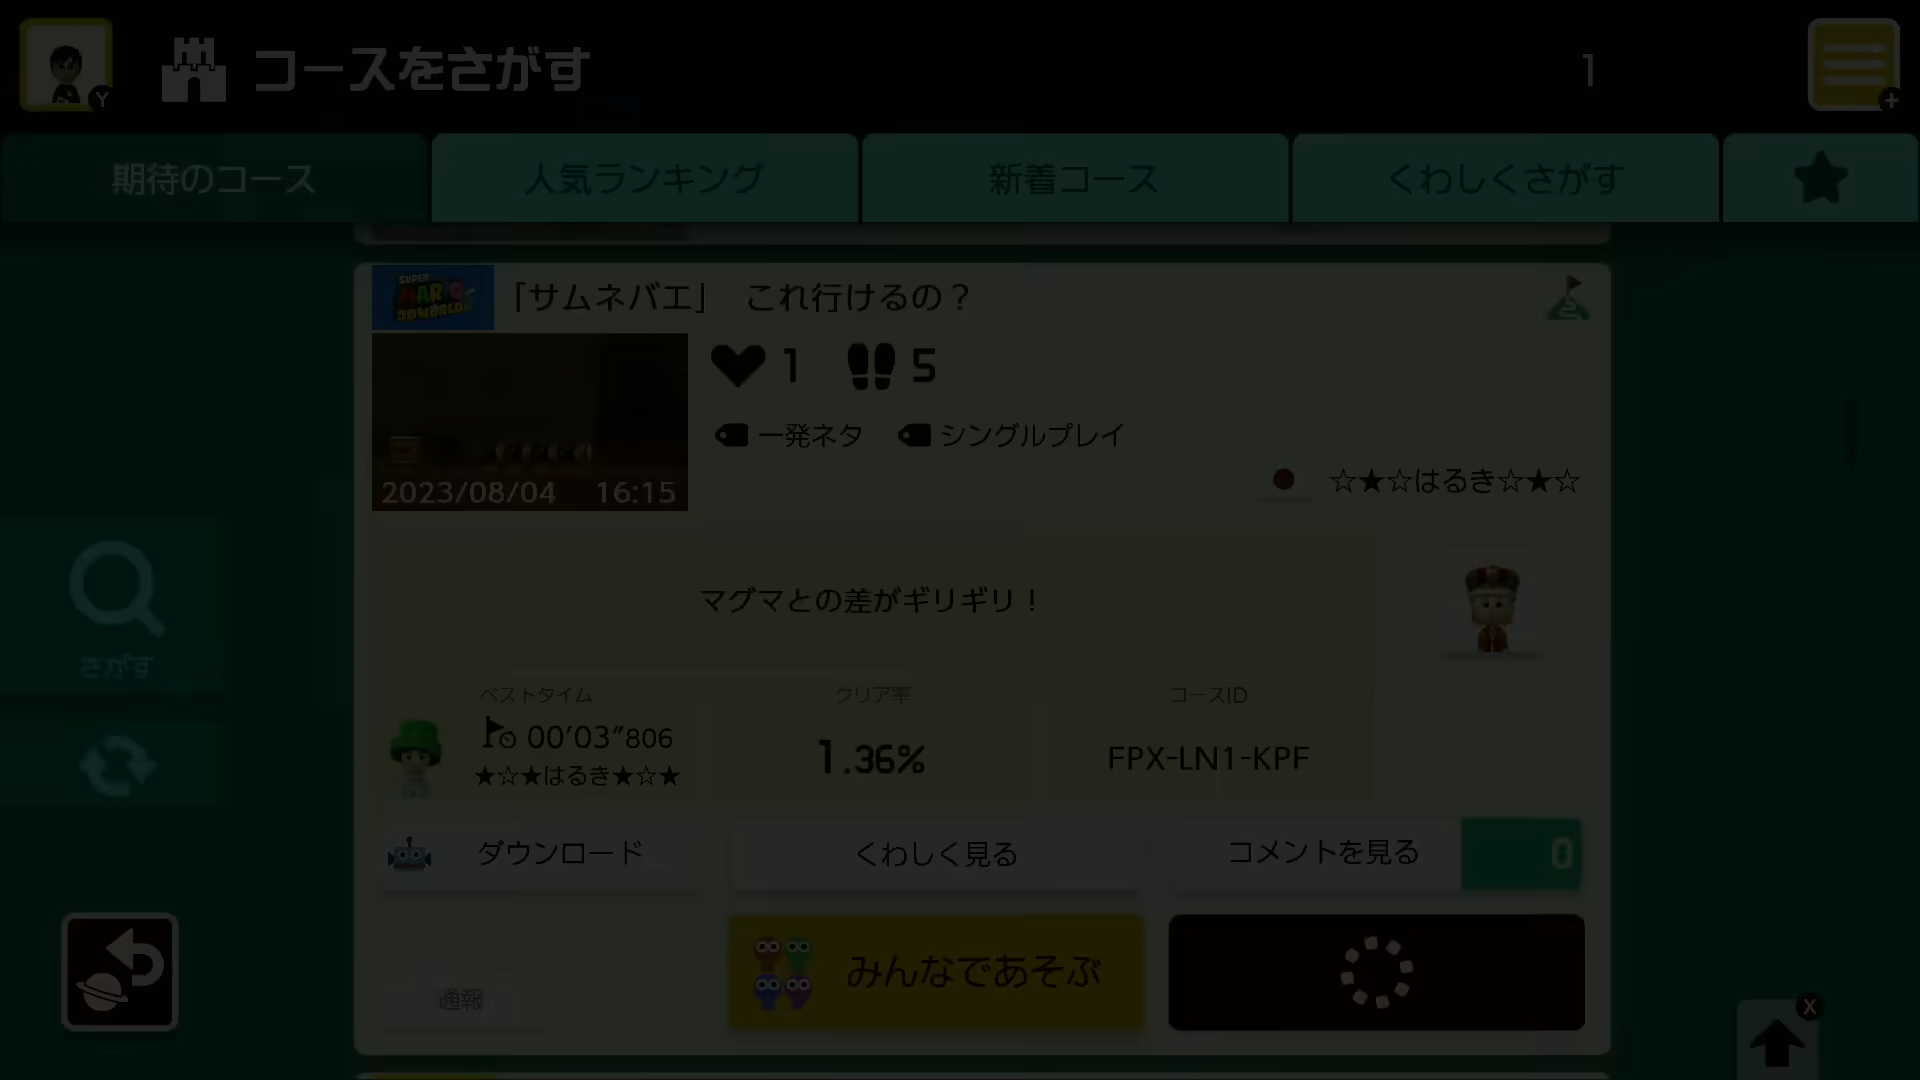 Y
コースをさがす
1
+
期待のコース
人気ランキング
新着コース
くわしくさがす
SUPER MARIO 3D WORLD
「サムネバエ」 これ行けるの？
1 5
一発ネタ シングルプレイ
2023/08/04 16:15
☆★☆はるき☆★☆
マグマとの差がギリギリ！
さがす
ベストタイム
クリア率
コースID
00'03"806
★☆★はるき★☆★
1.36%
FPX-LN1-KPF
ダウンロード
くわしく見る
コメントを見る
0
通報
みんなであそぶ
X